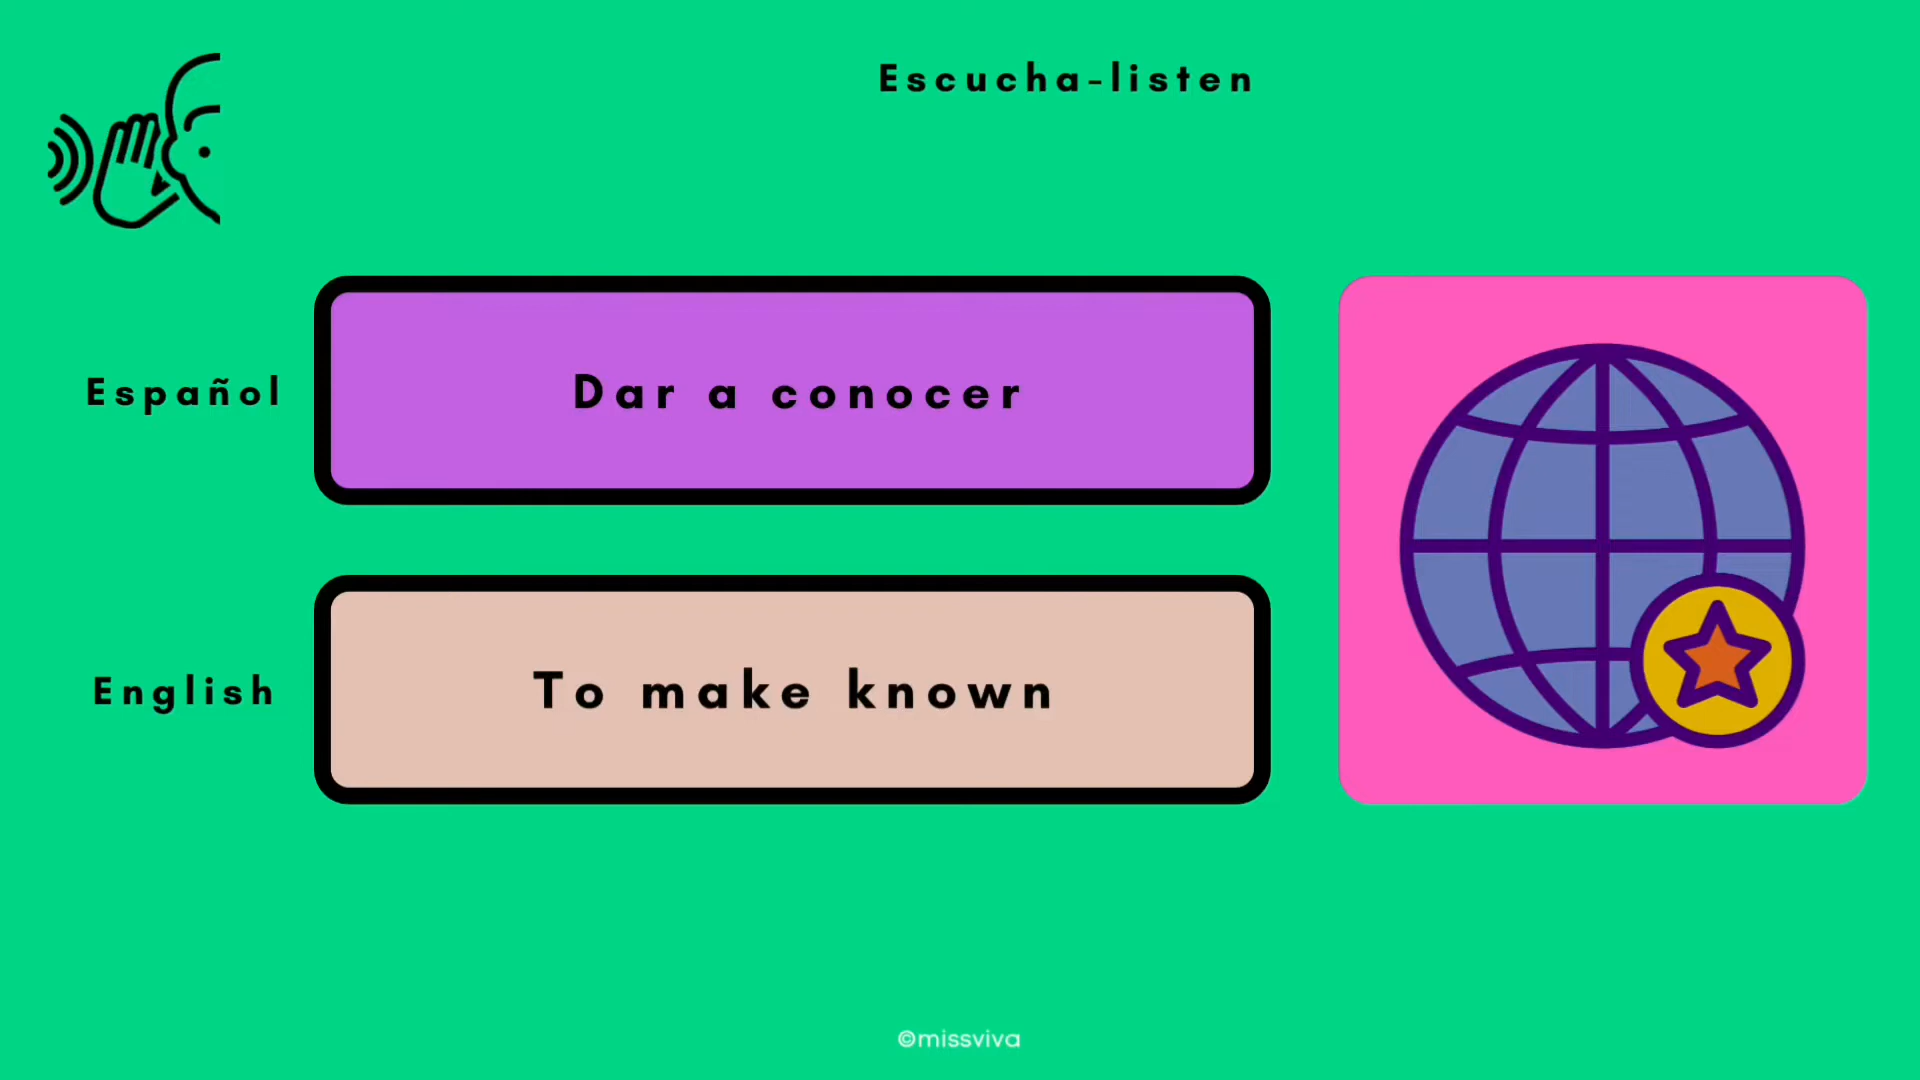 Escucha-listen
Español
Dar a conocer
English
To make known
©missviva